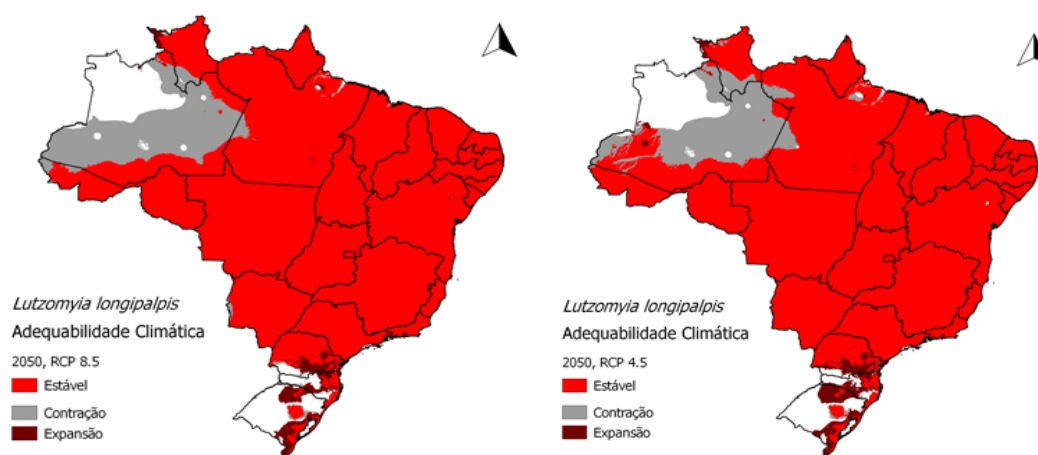 Lutzomyia longipalpis
Adequabilidade Climática
2050, RCP 8.5
Estável
Contração
Expansão
Lutzomyia longipalpis
Adequabilidade Climática
2050, RCP 4.5
Estável
Contração
Expansão